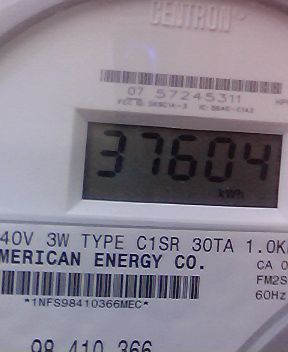 CENTRON
07 57245311
37604
kWh
40V 3W TYPE C1SR 30TA 1.0K
MERICAN ENERGY CO.
CA 0
FM2S
60Hz
*1NFS98410366MEC*
98 410 366